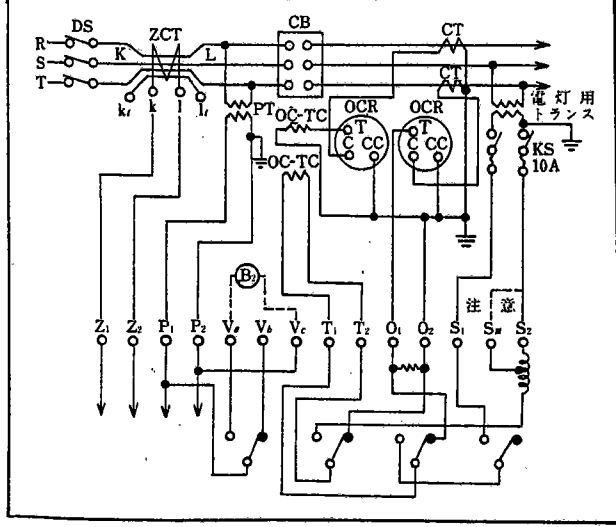 DS
ZCT
CB
CT
R
K
L
S
T
CT
kt k l lt
PT
OC-TC
OCR
OCR
電灯用
トランス
T
C
CC
T
C
CC
OC-TC
KS
10A
B2
注意
Z1 Z2 P1 P2 Va Vb Vc T1 T2 O1 O2 S1 SM S2